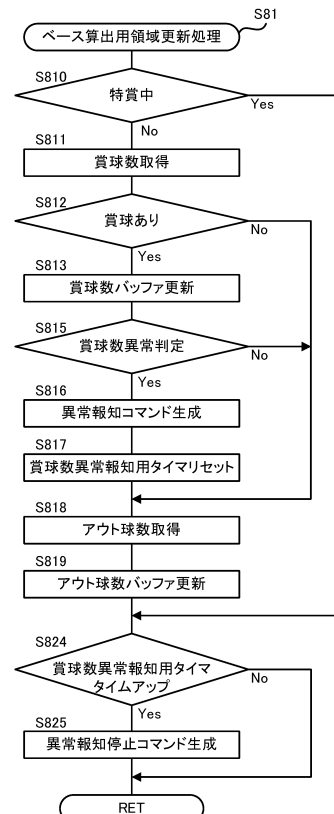 S81
ベース算出用領域更新処理
S810
特賞中
Yes
No
S811
賞球数取得
S812
賞球あり
No
Yes
S813
賞球数バッファ更新
S815
賞球数異常判定
No
Yes
S816
異常報知コマンド生成
S817
賞球数異常報知用タイマリセット
S818
アウト球数取得
S819
アウト球数バッファ更新
S824
賞球数異常報知用タイマ
タイムアップ
No
Yes
S825
異常報知停止コマンド生成
RET